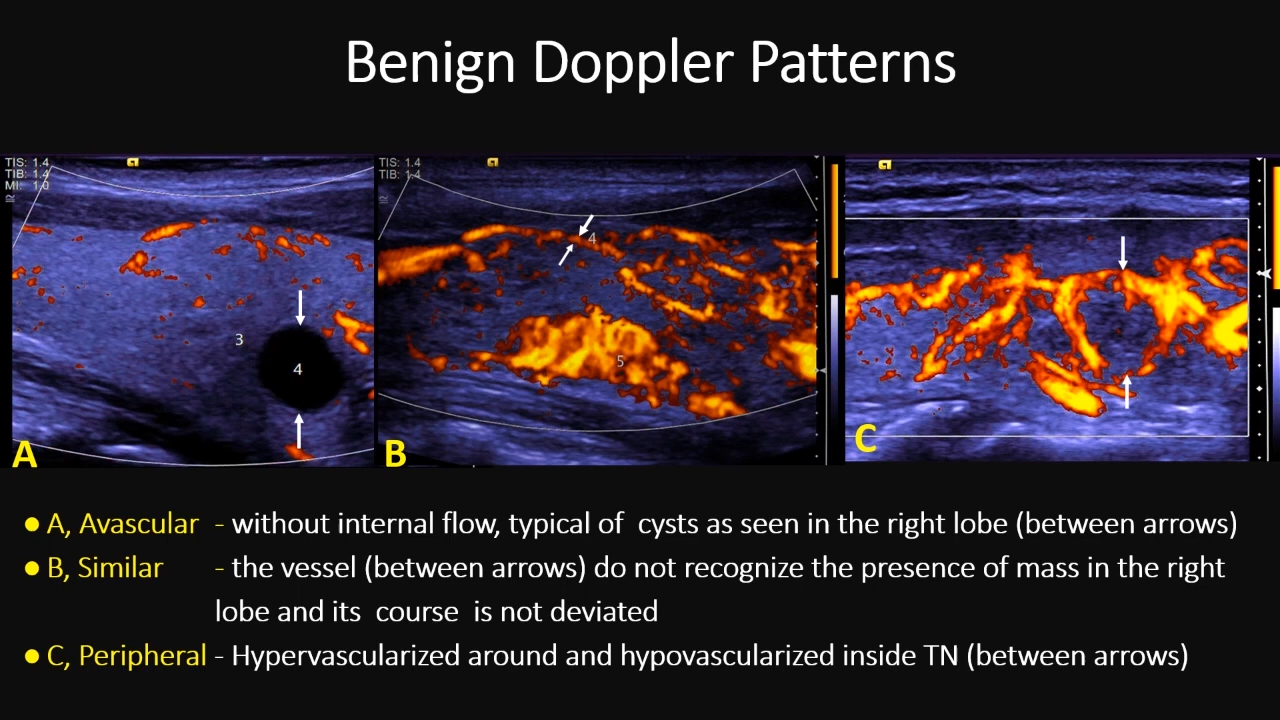 Benign Doppler Patterns
TIS: 1.4
TIB: 1.4
MI: 1.0
3
4
A
TIS: 1.4
TIB: 1.4
4
5
B
C
● A, Avascular - without internal flow, typical of cysts as seen in the right lobe (between arrows)
● B, Similar - the vessel (between arrows) do not recognize the presence of mass in the right
lobe and its course is not deviated
● C, Peripheral - Hypervascularized around and hypovascularized inside TN (between arrows)